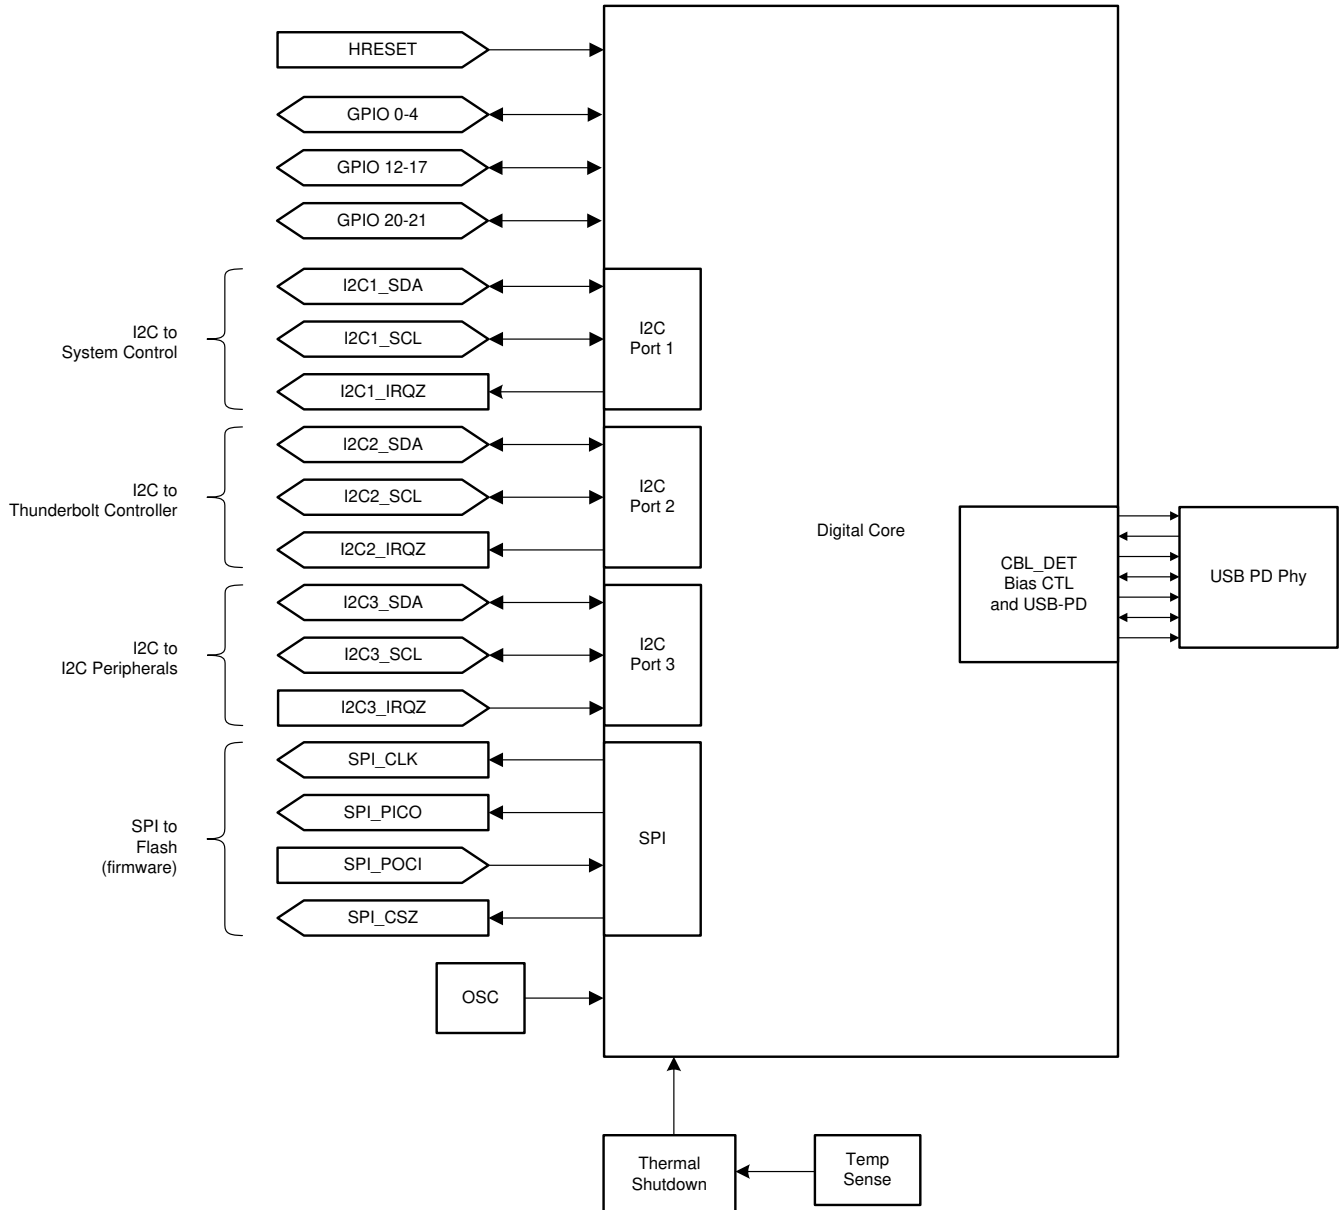 HRESET
GPIO 0-4
GPIO 12-17
GPIO 20-21
I2C to
System Control
I2C1_SDA
I2C1_SCL
I2C1_IRQZ
I2C
Port 1
I2C to
Thunderbolt Controller
I2C2_SDA
I2C2_SCL
I2C2_IRQZ
I2C
Port 2
Digital Core
CBL_DET
Bias CTL
and USB-PD
USB PD Phy
I2C to
I2C Peripherals
I2C3_SDA
I2C3_SCL
I2C3_IRQZ
I2C
Port 3
SPI to
Flash
(firmware)
SPI_CLK
SPI_PICO
SPI_POCI
SPI_CSZ
SPI
OSC
Thermal
Shutdown
Temp
Sense